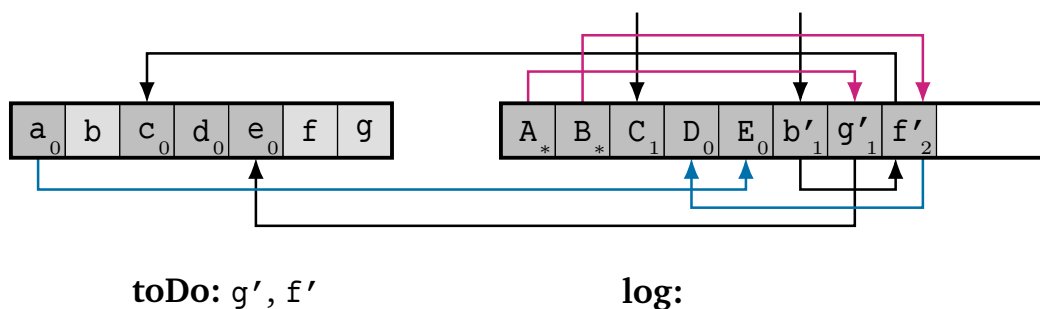 a₀ b c₀ d₀ e₀ f g A* B* C₁ D₀ E₀ b′₁ g′₁ f′₂
toDo: g′, f′ log: